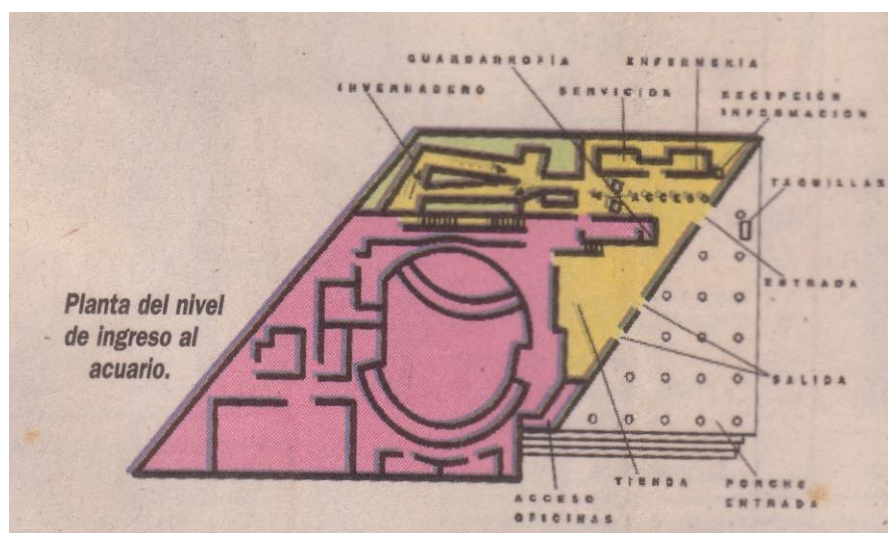 GUARDARROPÍA
ENFERMERÍA
INVERNADERO
SERVICIO
RECEPCIÓN
INFORMACIÓN
TAQUILLAS
ACCESO
ENTRADA
Planta del nivel
de ingreso al
acuario.
SALIDA
TIENDA
PORCHE
ENTRADA
ACCESO
OFICINAS